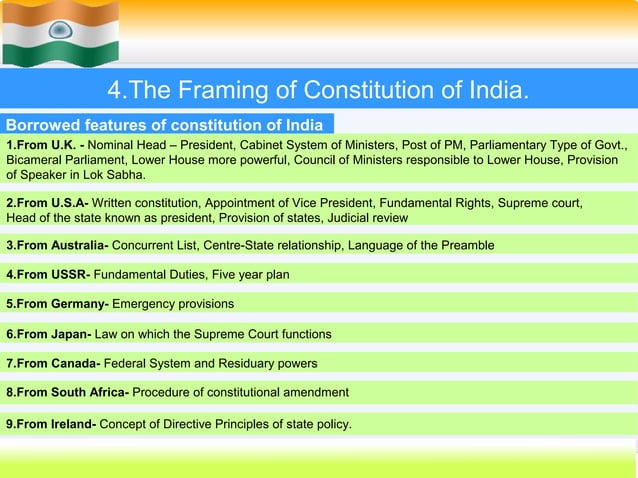 4.The Framing of Constitution of India.
Borrowed features of constitution of India
1.From U.K. - Nominal Head – President, Cabinet System of Ministers, Post of PM, Parliamentary Type of Govt.,
Bicameral Parliament, Lower House more powerful, Council of Ministers responsible to Lower House, Provision
of Speaker in Lok Sabha.
2.From U.S.A- Written constitution, Appointment of Vice President, Fundamental Rights, Supreme court,
Head of the state known as president, Provision of states, Judicial review
3.From Australia- Concurrent List, Centre-State relationship, Language of the Preamble
4.From USSR- Fundamental Duties, Five year plan
5.From Germany- Emergency provisions
6.From Japan- Law on which the Supreme Court functions
7.From Canada- Federal System and Residuary powers
8.From South Africa- Procedure of constitutional amendment
9.From Ireland- Concept of Directive Principles of state policy.